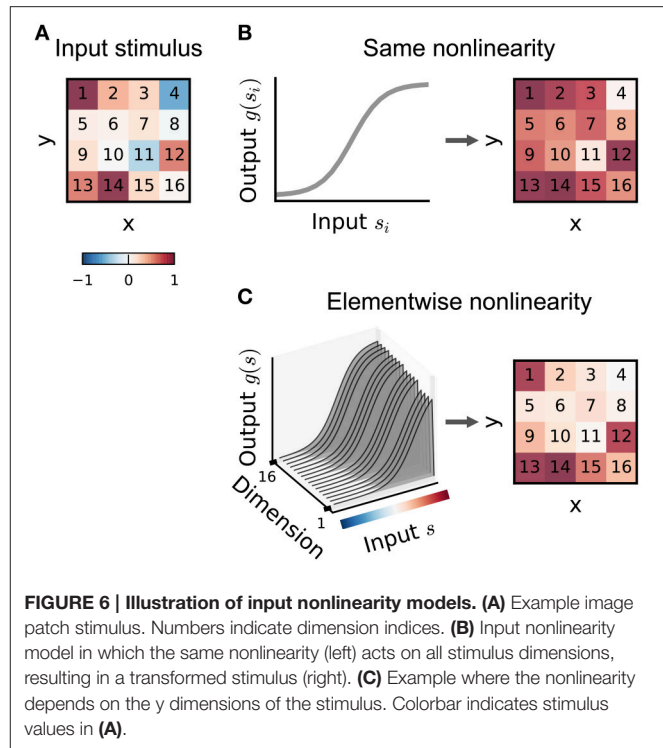 A
Input stimulus
1 2 3 4
5 6 7 8
9 10 11 12
13 14 15 16
y
x
−1 0 1
B
Same nonlinearity
Output g(s_i)
Input s_i
1 2 3 4
5 6 7 8
9 10 11 12
13 14 15 16
y
x
C
Elementwise nonlinearity
Output g(s)
16
Dimension
1
Input s
1 2 3 4
5 6 7 8
9 10 11 12
13 14 15 16
y
x
FIGURE 6 | Illustration of input nonlinearity models. (A) Example image
patch stimulus. Numbers indicate dimension indices. (B) Input nonlinearity
model in which the same nonlinearity (left) acts on all stimulus dimensions,
resulting in a transformed stimulus (right). (C) Example where the nonlinearity
depends on the y dimensions of the stimulus. Colorbar indicates stimulus
values in (A).